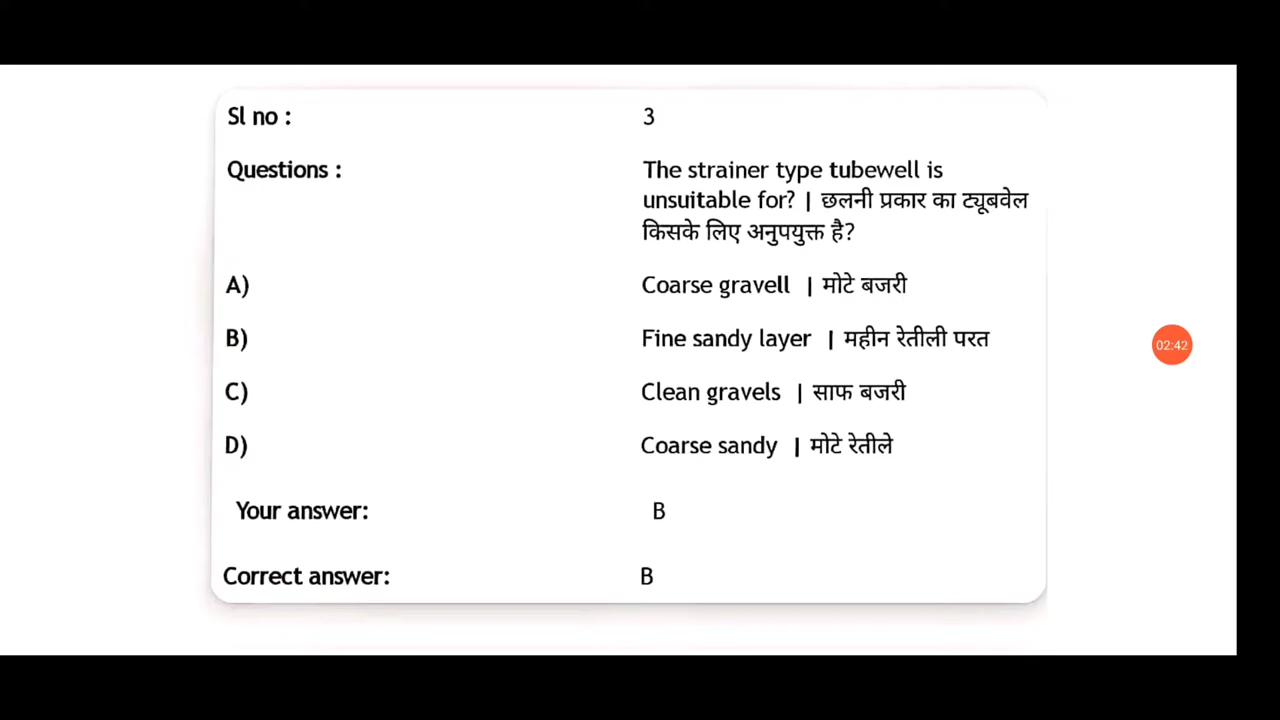 Sl no : 3
Questions : The strainer type tubewell is
unsuitable for? | छलनी प्रकार का ट्यूबवेल
किसके लिए अनुपयुक्त है?
A) Coarse gravell | मोटे बजरी
B) Fine sandy layer | महीन रेतीली परत
C) Clean gravels | साफ बजरी
D) Coarse sandy | मोटे रेतीले
Your answer: B
Correct answer: B
02:42